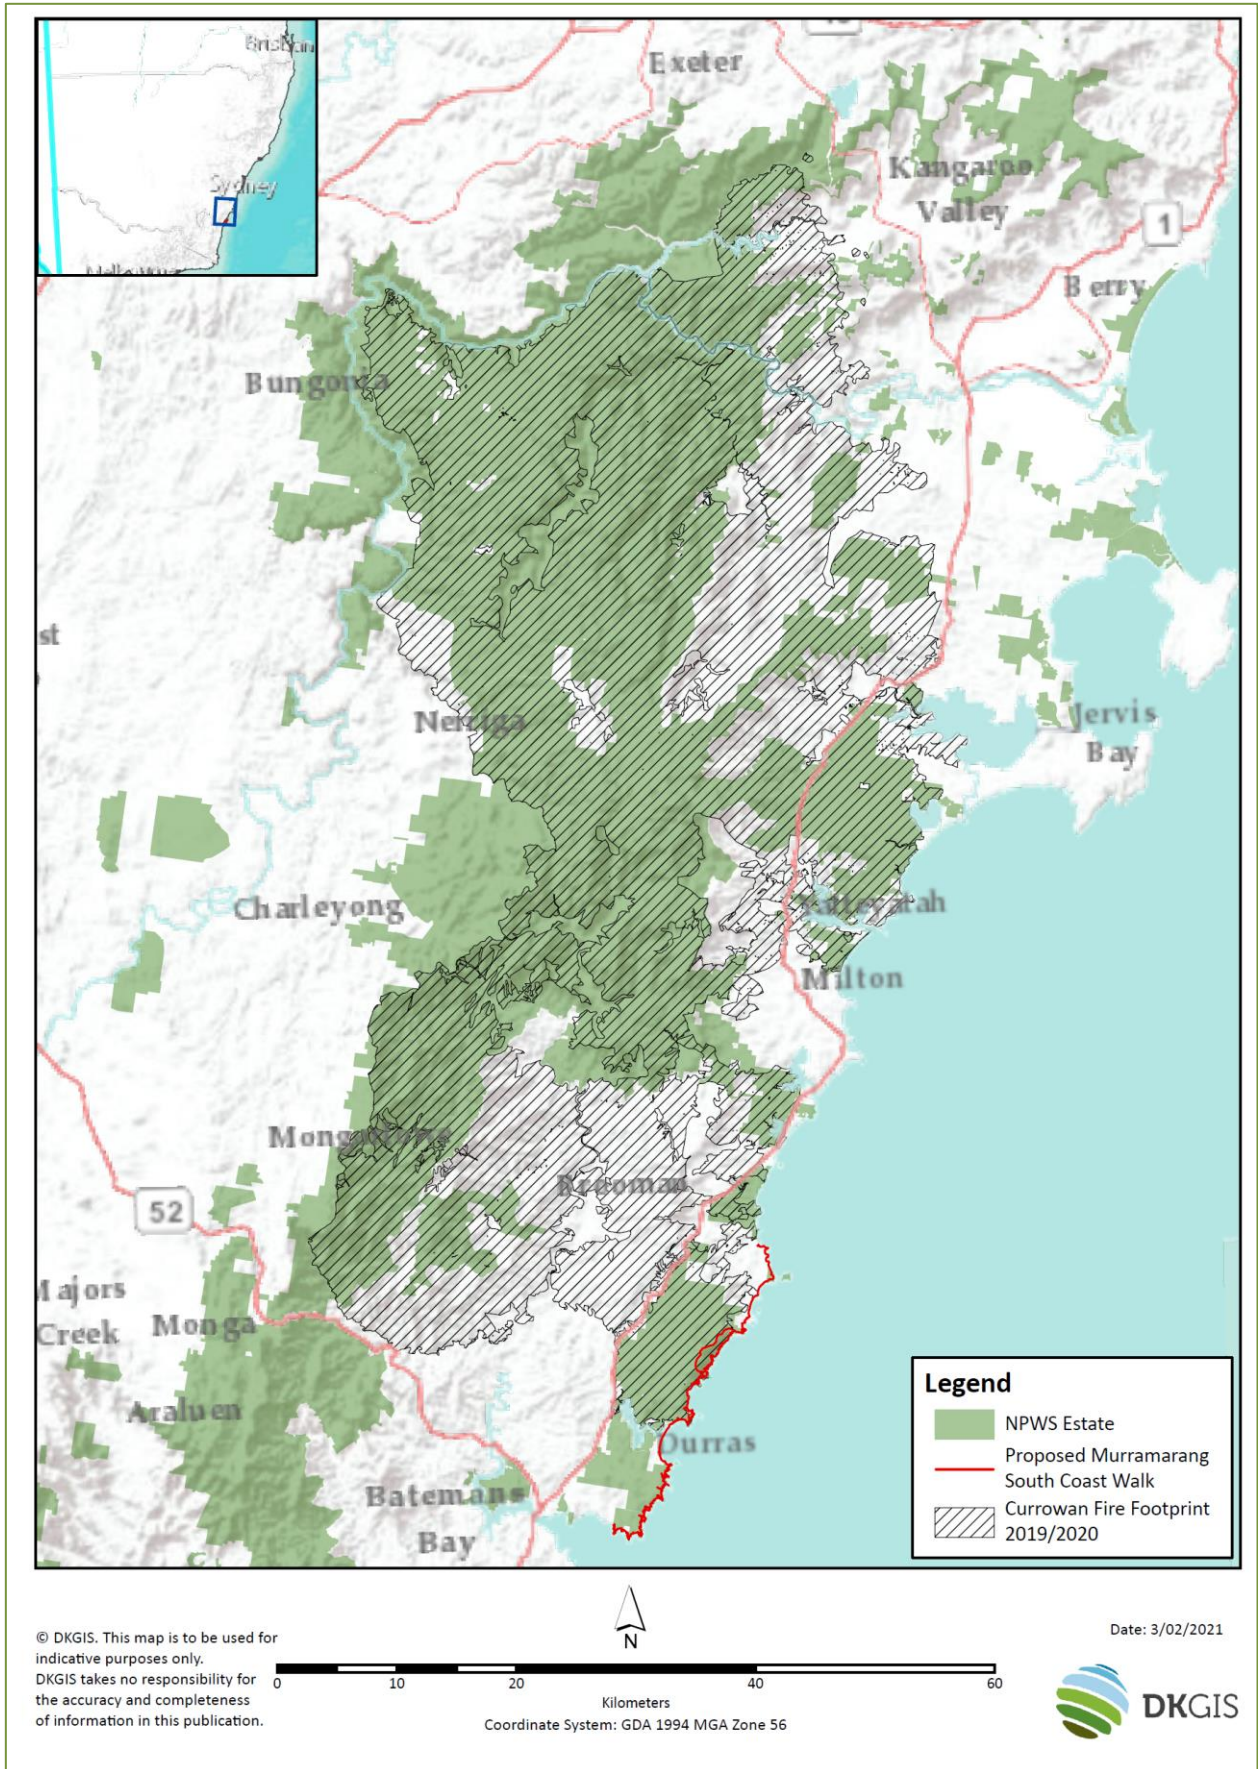 Brisban
Sydney
Exeter
Kangaroo
Valley
1
Berry
Bungonia
st
Nerriga
Jervis
Bay
Charleyong
Yatteyatah
Milton
Mongarlowe
Brooman
52
Majors
Creek
Monga
Araluen
Durras
Batemans
Bay
Legend
NPWS Estate
Proposed Murramarang
South Coast Walk
Currowan Fire Footprint
2019/2020
N
© DKGIS. This map is to be used for
indicative purposes only.
DKGIS takes no responsibility for
the accuracy and completeness
of information in this publication.
0 10 20 40 60
Kilometers
Coordinate System: GDA 1994 MGA Zone 56
Date: 3/02/2021
DKGIS